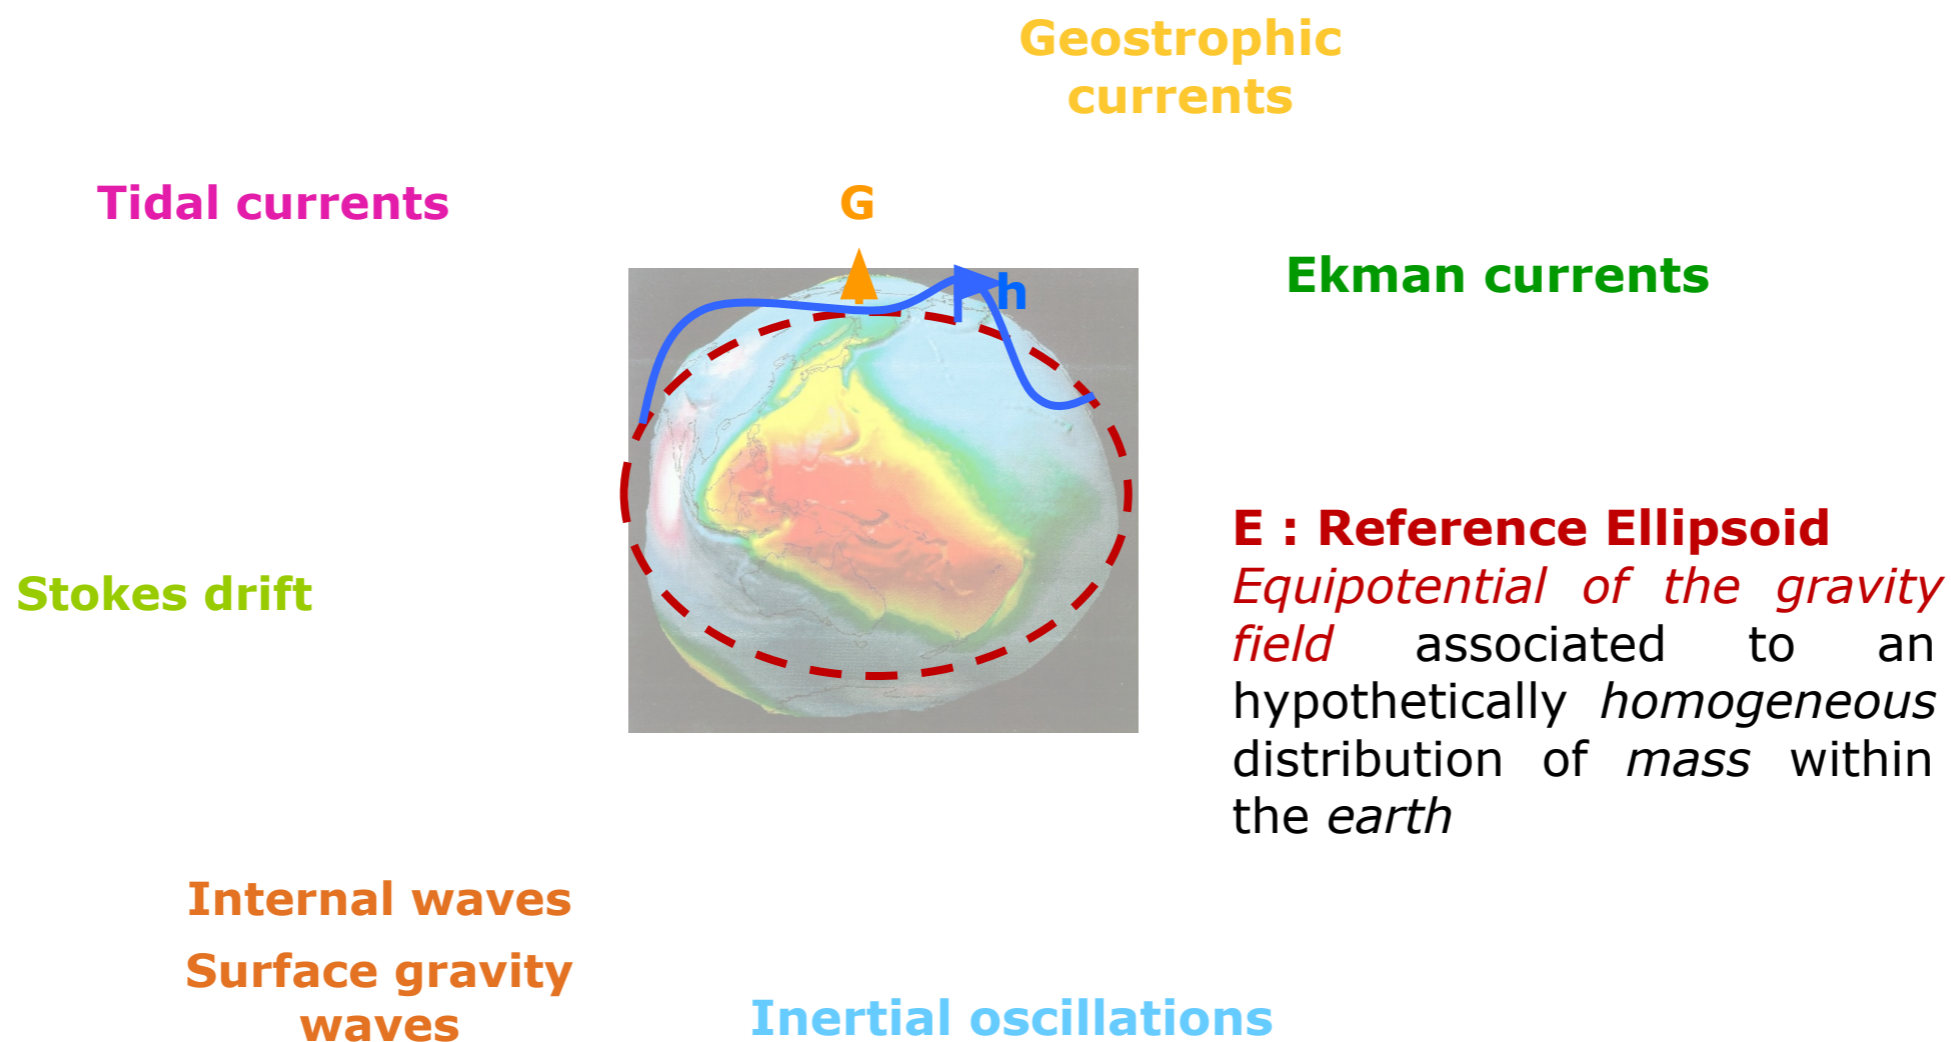 Geostrophic
currents
Tidal currents
G
Ekman currents
h
E : Reference Ellipsoid
Equipotential of the gravity
field associated to an
hypothetically homogeneous
distribution of mass within
the earth
Stokes drift
Internal waves
Surface gravity
waves
Inertial oscillations